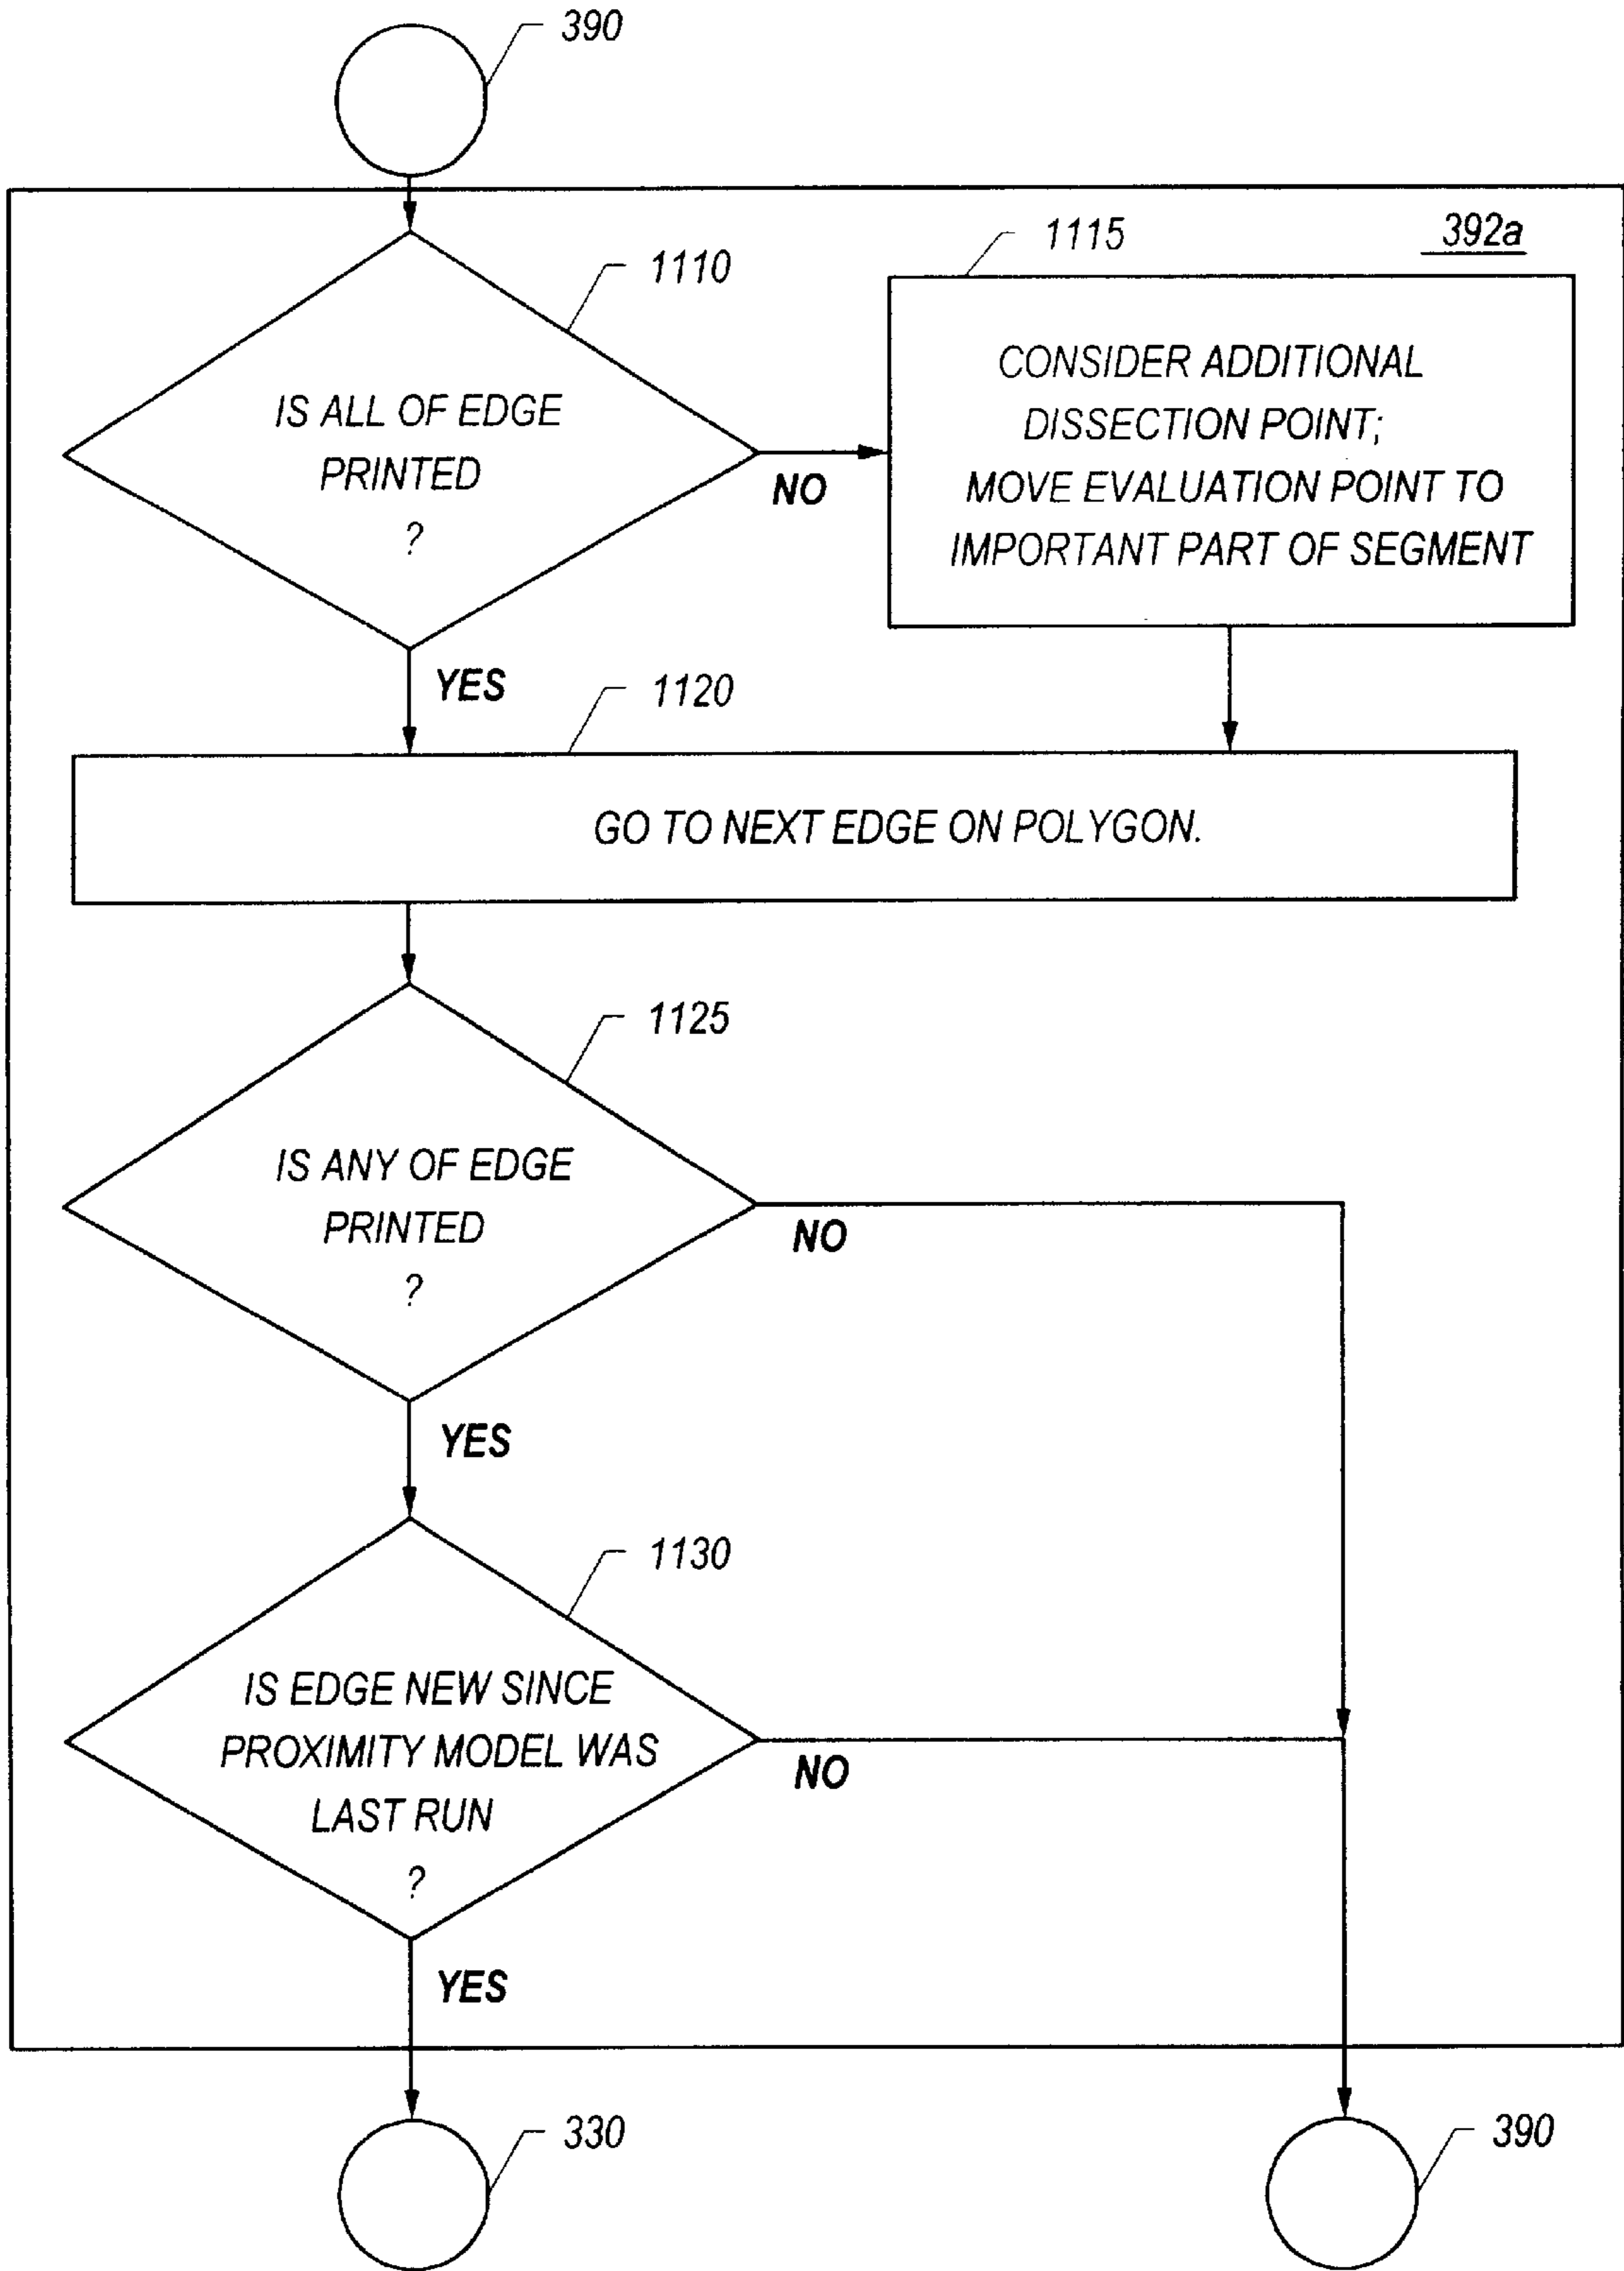 390
392a
1115
1110
CONSIDER ADDITIONAL
DISSECTION POINT;
MOVE EVALUATION POINT TO
IMPORTANT PART OF SEGMENT
IS ALL OF EDGE
PRINTED
?
NO
YES
1120
GO TO NEXT EDGE ON POLYGON.
1125
IS ANY OF EDGE
PRINTED
?
NO
YES
1130
IS EDGE NEW SINCE
PROXIMITY MODEL WAS
LAST RUN
?
NO
YES
330
390